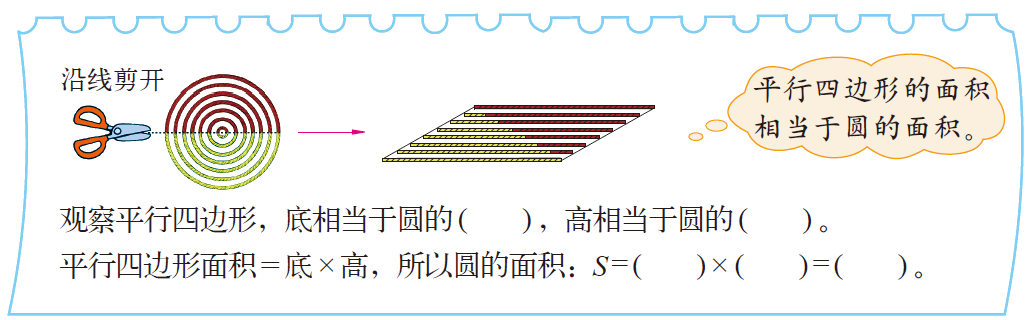 沿线剪开
平行四边形的面积
相当于圆的面积。
观察平行四边形，底相当于圆的(　　)，高相当于圆的(　　)。
平行四边形面积=底×高，所以圆的面积：S=(　　)×(　　)=(　　)。